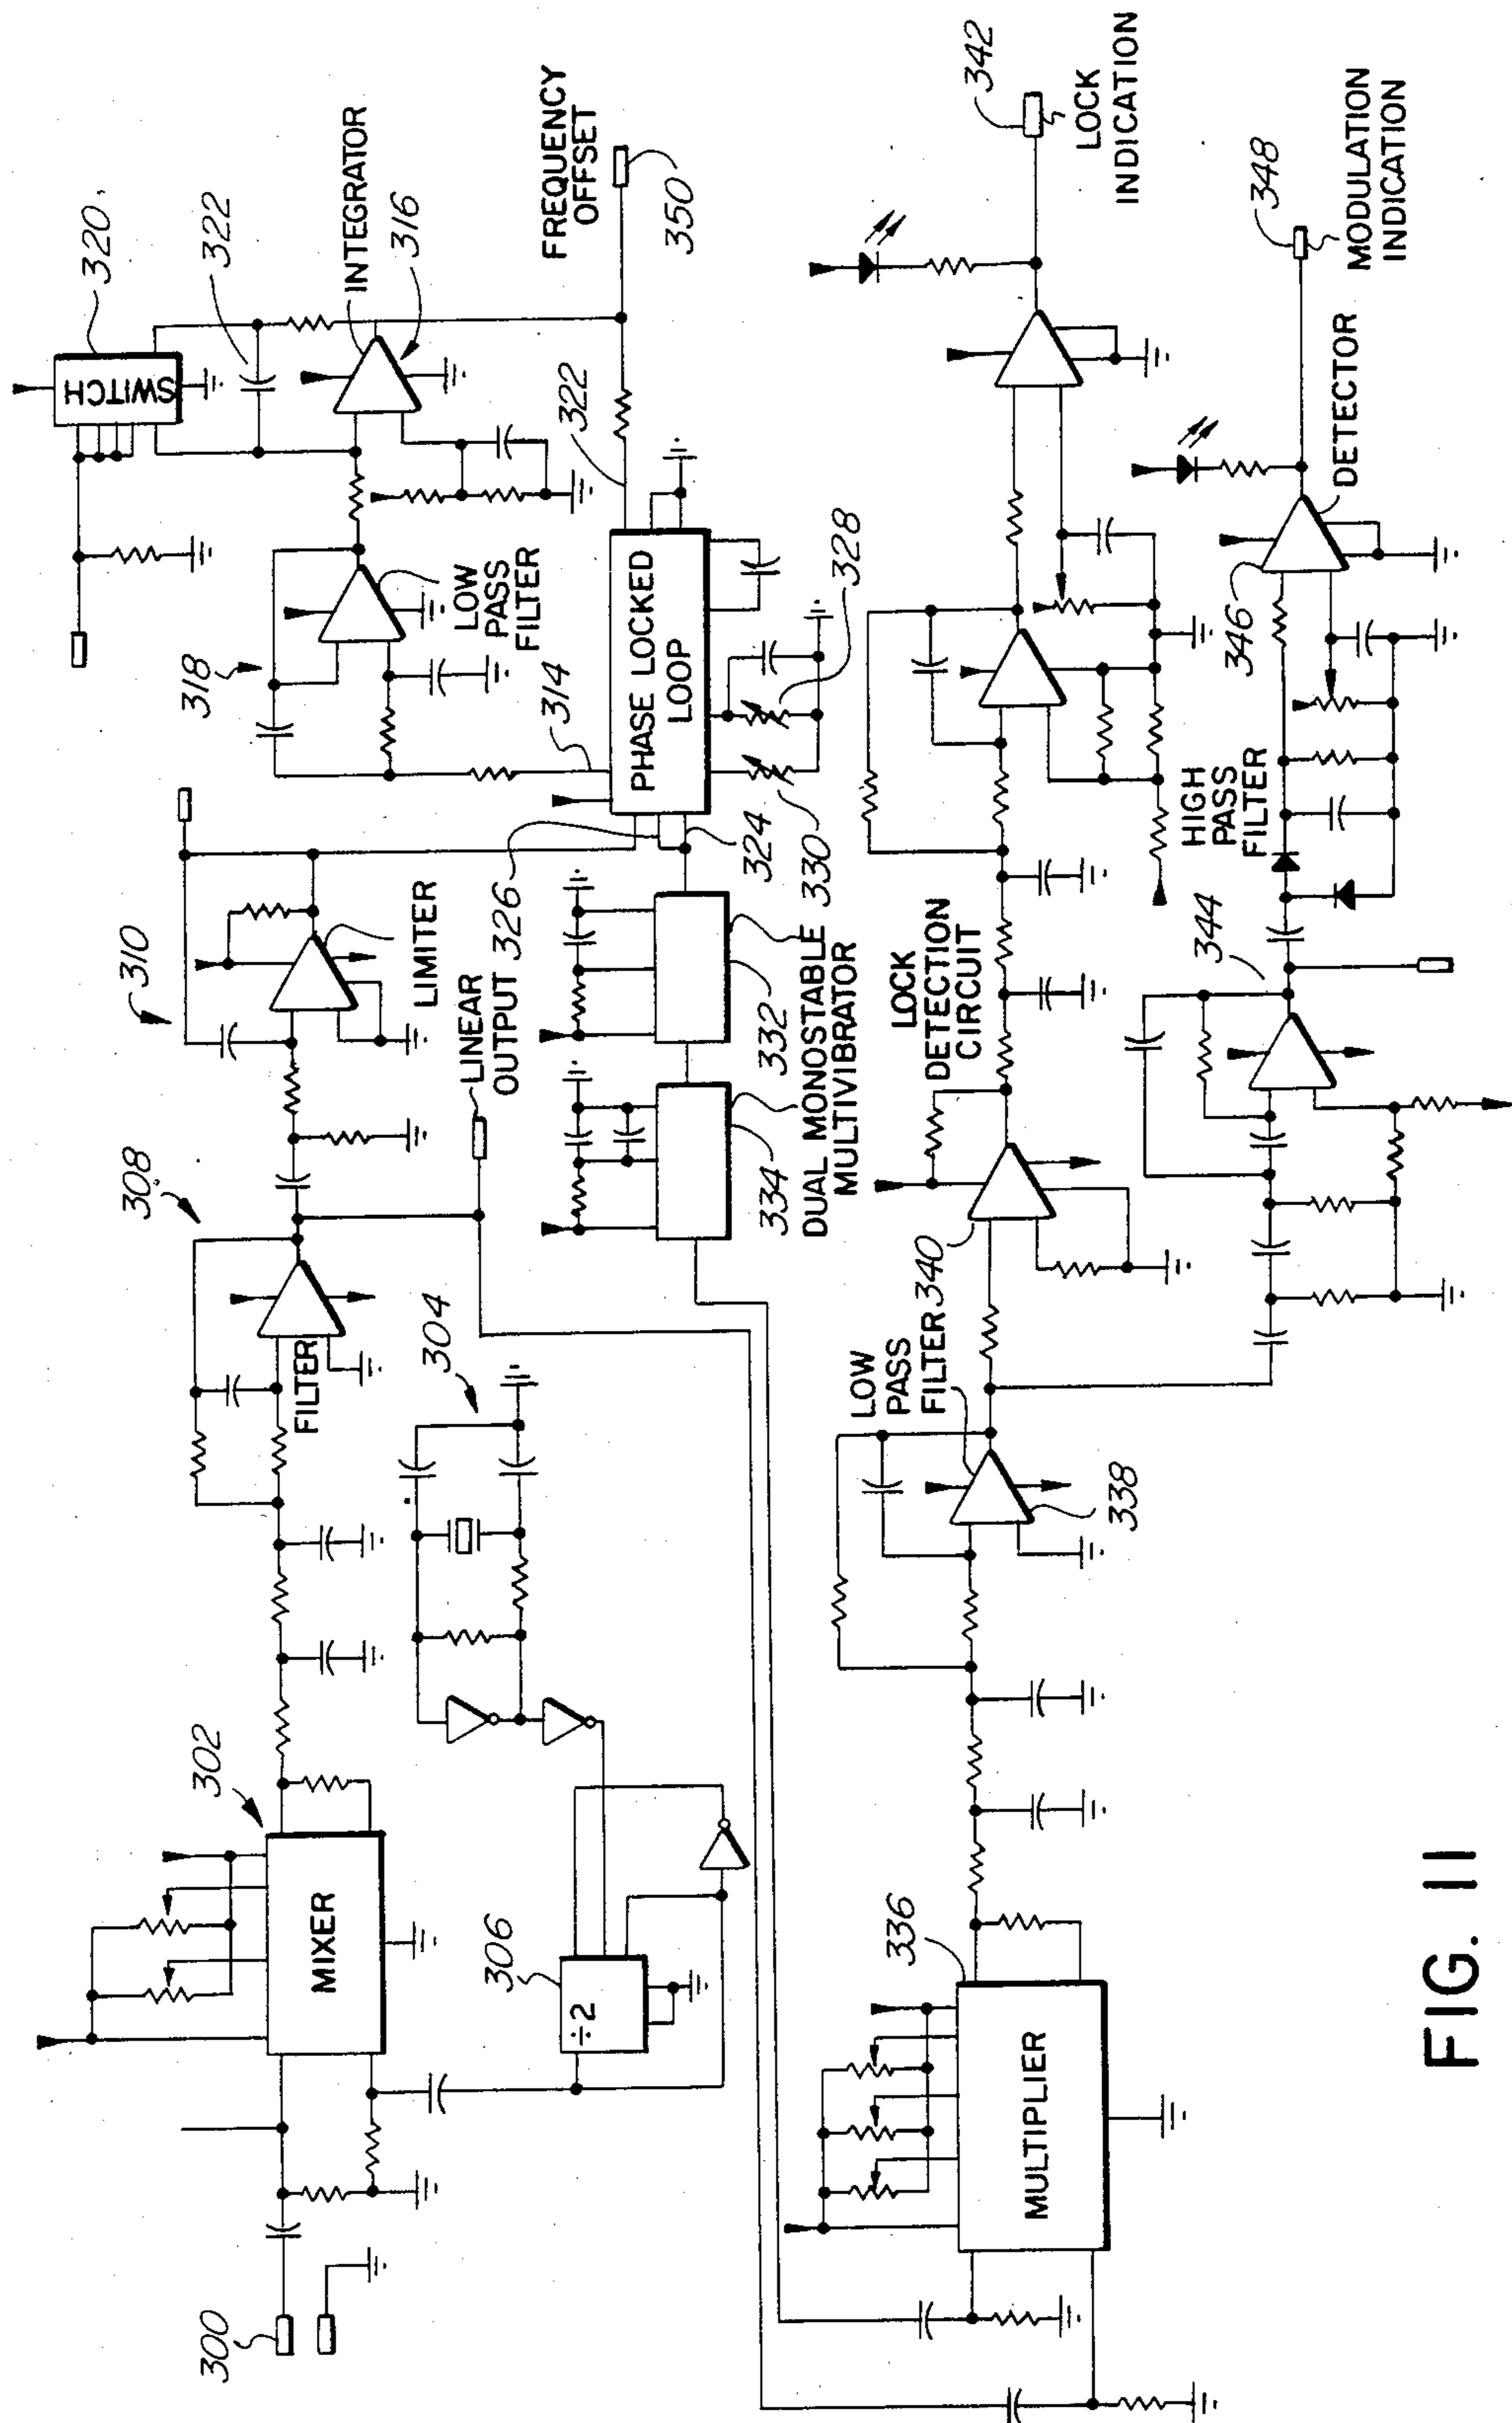 320
322
SWITCH
INTEGRATOR
316
FREQUENCY
OFFSET
350
318
LOW
PASS
FILTER
322
314
PHASE LOCKED
LOOP
328
330
324
326
310
LIMITER
308
FILTER
LINEAR
OUTPUT
332
334
DUAL MONOSTABLE
MULTIVIBRATOR
304
302
MIXER
306
÷2
300
342
LOCK
INDICATION
348
MODULATION
INDICATION
DETECTOR
346
HIGH
PASS
FILTER
344
LOCK
DETECTION
CIRCUIT
340
LOW
PASS
FILTER
338
336
MULTIPLIER
FIG. 11